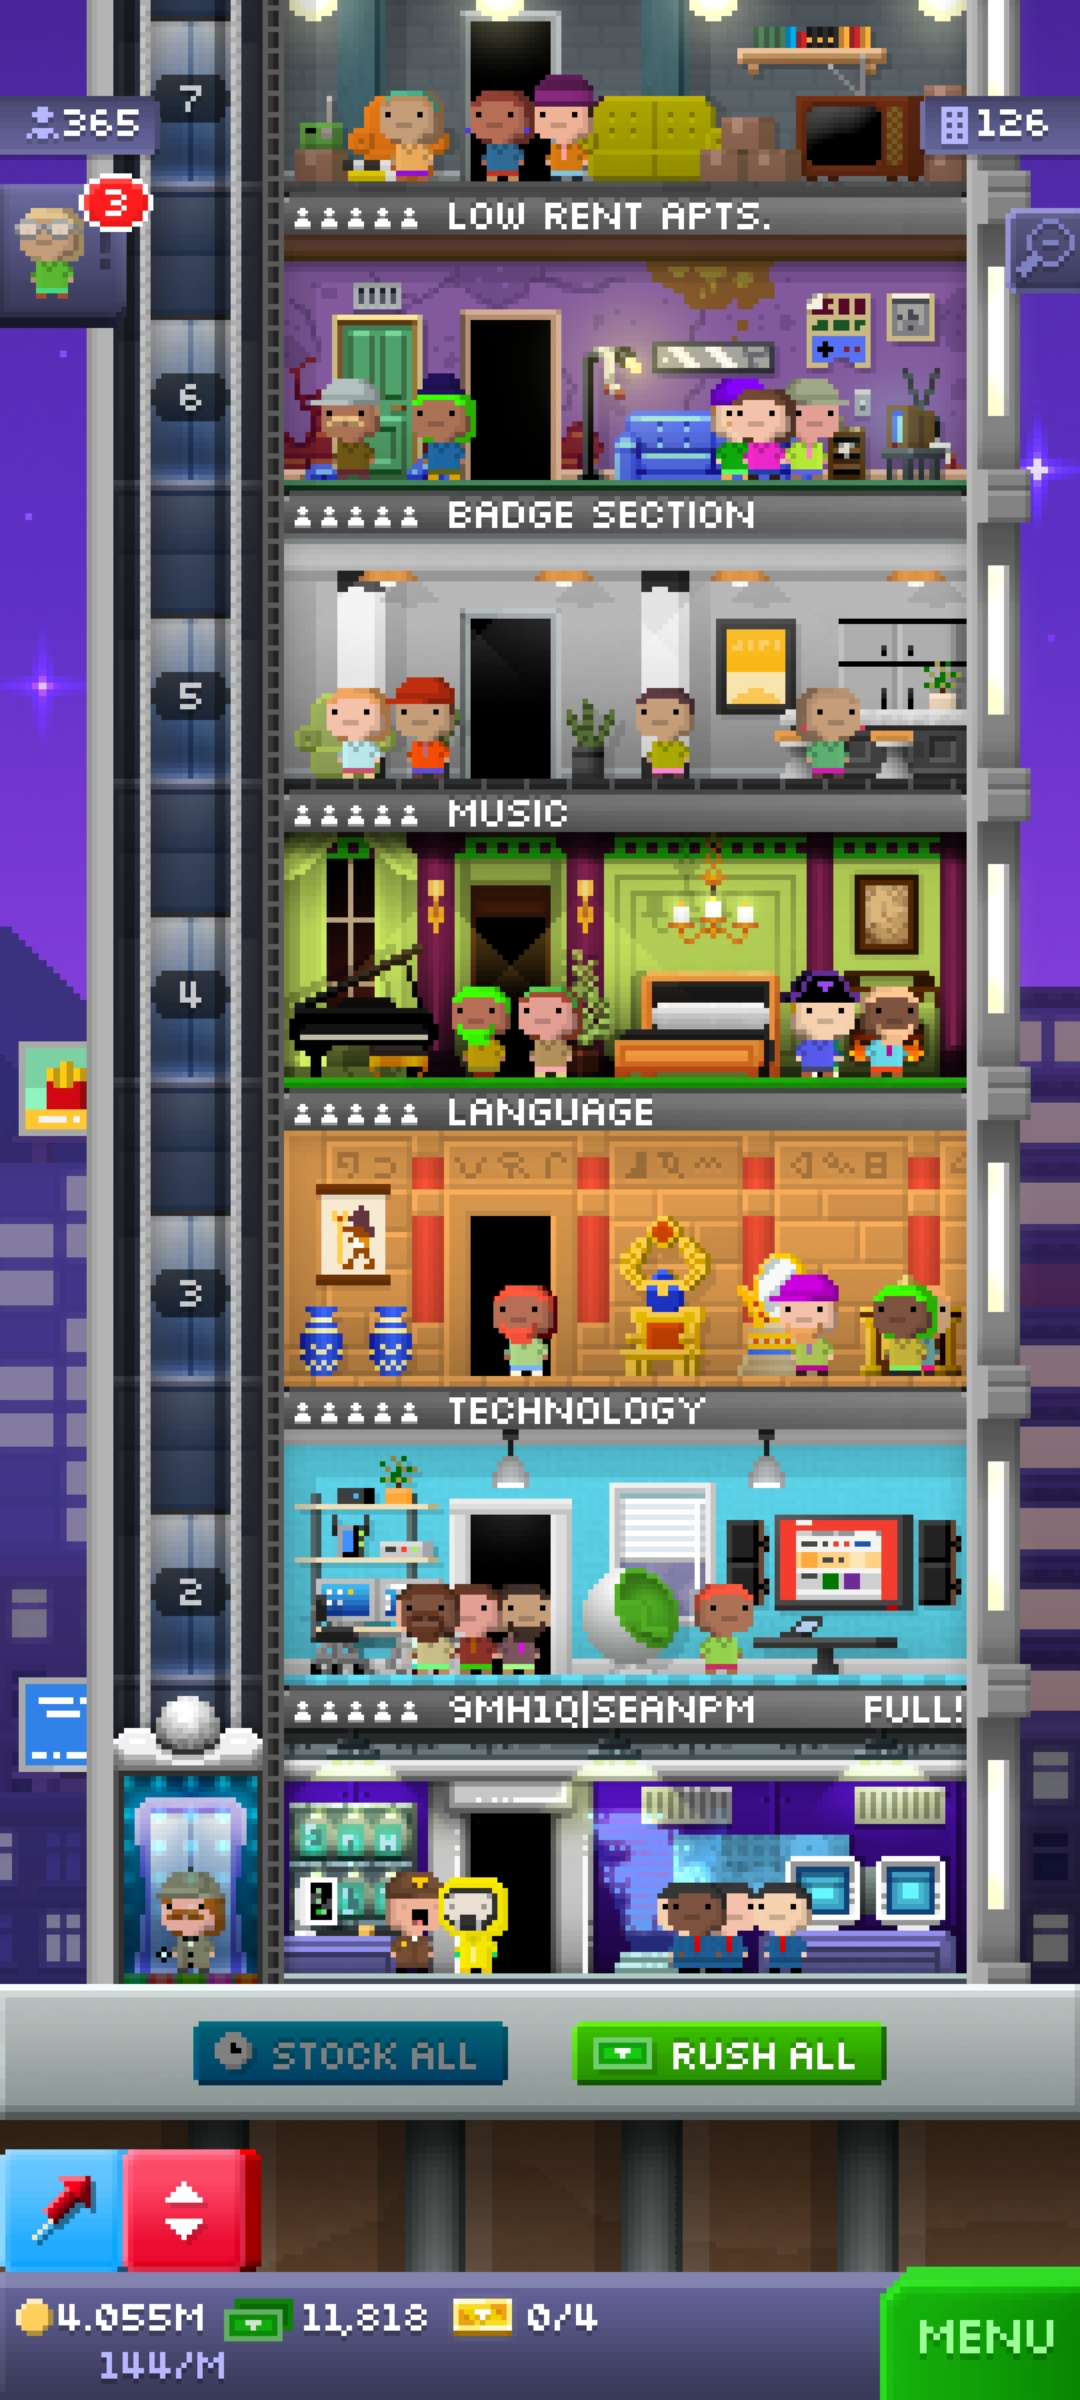 7
365
126
3
LOW RENT APTS.
6
BADGE SECTION
5
MUSIC
4
LANGUAGE
3
TECHNOLOGY
2
9MH1Q|SEANPM FULL!
STOCK ALL
RUSH ALL
4.055M 11,818 0/4
144/M
MENU